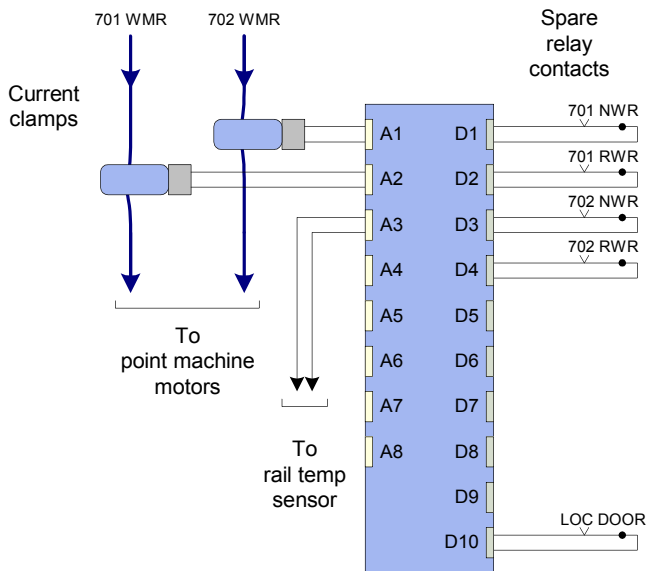 701 WMR
702 WMR
Spare
relay
contacts
Current
clamps
701 NWR
A1
D1
701 RWR
A2
D2
702 NWR
A3
D3
702 RWR
A4
D4
A5
D5
To
point machine
motors
A6
D6
A7
D7
To
rail temp
sensor
A8
D8
D9
LOC DOOR
D10